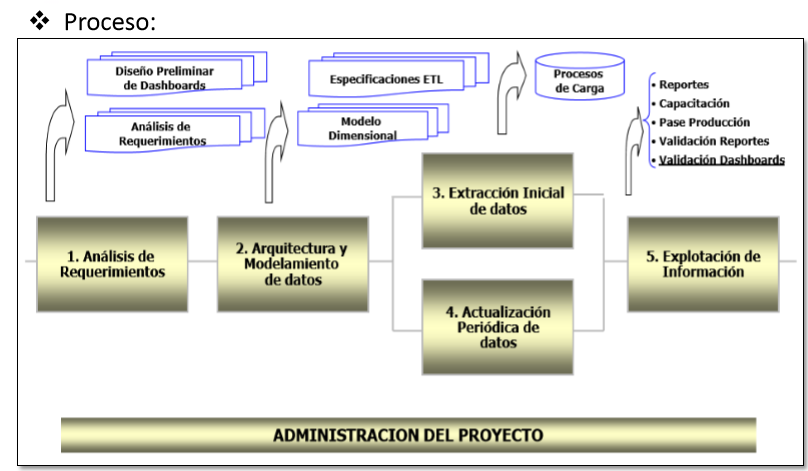 ❖ Proceso:
Diseño Preliminar
de Dashboards
Análisis de
Requerimientos
Especificaciones ETL
Modelo
Dimensional
Procesos
de Carga
• Reportes
• Capacitación
• Pase Producción
• Validación Reportes
• Validación Dashboards
1. Análisis de
Requerimientos
2. Arquitectura y
Modelamiento
de datos
3. Extracción Inicial
de datos
4. Actualización
Periódica de
datos
5. Explotación de
Información
ADMINISTRACION DEL PROYECTO